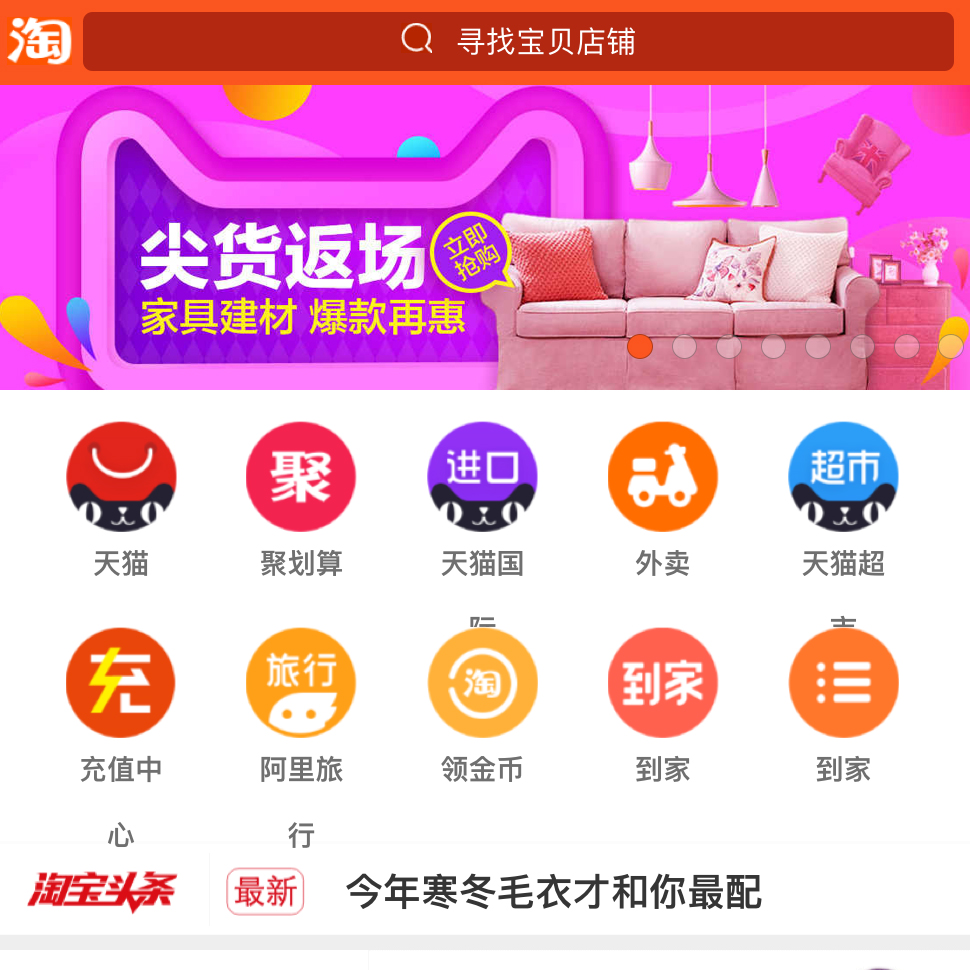 淘
寻找宝贝店铺
尖货返场
立即
抢购
家具建材 爆款再惠
聚
进口
超市
天猫
聚划算
天猫国
际
外卖
天猫超
市
充
旅行
淘
到家
充值中
心
阿里旅
行
领金币
到家
到家
淘宝头条
最新
今年寒冬毛衣才和你最配